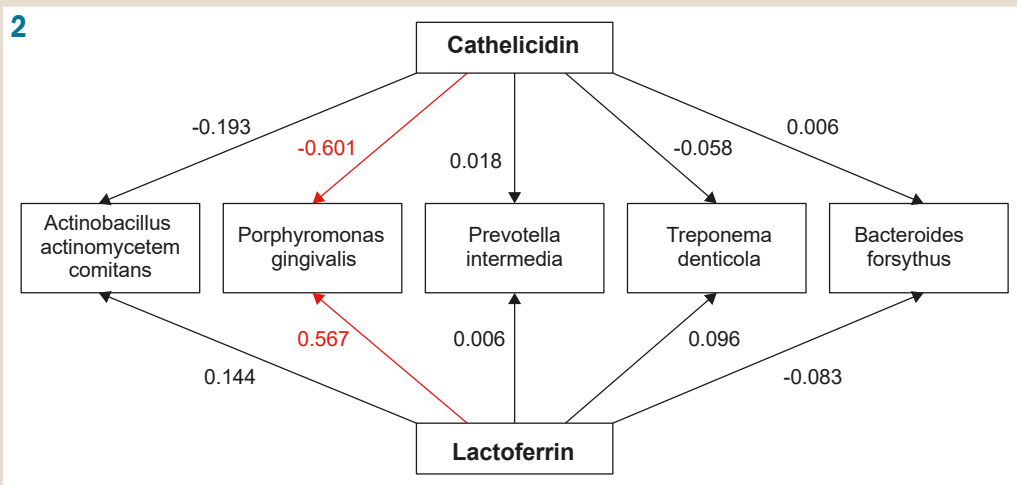 2
Cathelicidin
-0.193
-0.601
0.018
-0.058
0.006
Actinobacillus
actinomycetem
comitans
Porphyromonas
gingivalis
Prevotella
intermedia
Treponema
denticola
Bacteroides
forsythus
0.144
0.567
0.006
0.096
-0.083
Lactoferrin